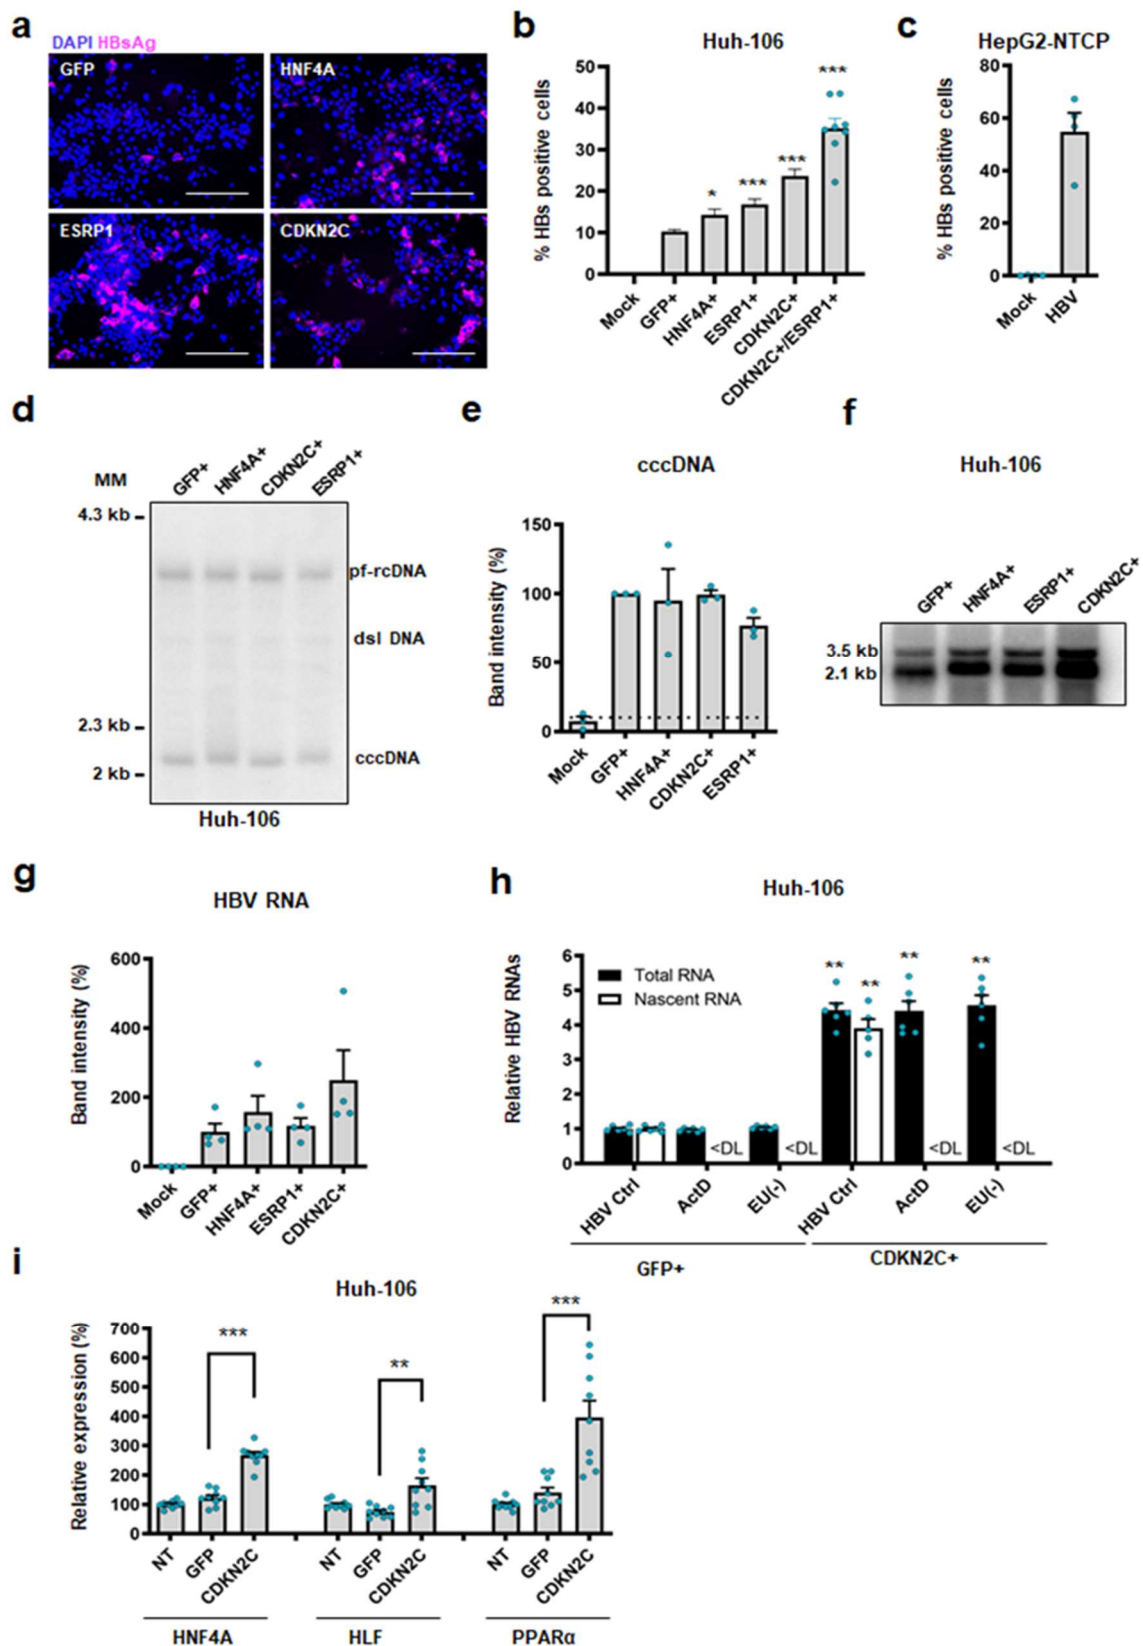 a
DAPI HBsAg
GFP
HNF4A
ESRP1
CDKN2C
b
Huh-106
% HBs positive cells
50
40
30
20
10
0
*
***
***
***
Mock
GFP+
HNF4A+
ESRP1+
CDKN2C+
CDKN2C+/ESRP1+
c
HepG2-NTCP
% HBs positive cells
80
60
40
20
0
Mock
HBV
d
MM
GFP+
HNF4A+
CDKN2C+
ESRP1+
4.3 kb
2.3 kb
2 kb
pf-rcDNA
dsl DNA
cccDNA
Huh-106
e
cccDNA
Band intensity (%)
150
100
50
0
Mock
GFP+
HNF4A+
CDKN2C+
ESRP1+
f
Huh-106
GFP+
HNF4A+
ESRP1+
CDKN2C+
3.5 kb
2.1 kb
g
HBV RNA
Band intensity (%)
600
400
200
0
Mock
GFP+
HNF4A+
ESRP1+
CDKN2C+
h
Huh-106
Relative HBV RNAs
6
5
4
3
2
1
0
Total RNA
Nascent RNA
<DL
<DL
**
**
**
<DL
**
<DL
HBV Ctrl
ActD
EU(-)
HBV Ctrl
ActD
EU(-)
GFP+
CDKN2C+
i
Huh-106
Relative expression (%)
700
600
500
400
300
200
100
0
***
**
***
NT
GFP
CDKN2C
NT
GFP
CDKN2C
NT
GFP
CDKN2C
HNF4A
HLF
PPARα